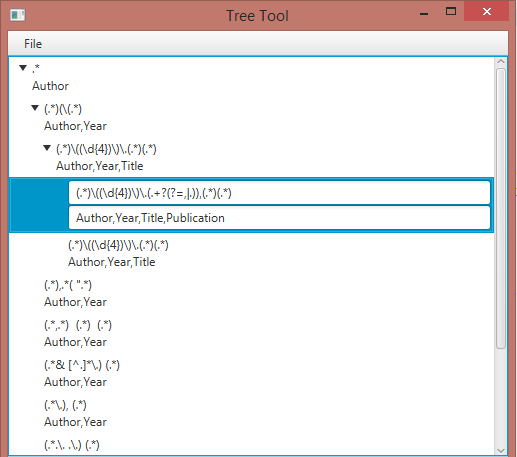 Tree Tool
File
.*
Author
(.*)(\(.*)
Author,Year
(.*)\((\d{4})\)\.(.*)(.*)
Author,Year,Title
(.*)\((\d{4})\)\.(.+?(?=,|.)),(.*)(.*)
Author,Year,Title,Publication
(.*)\((\d{4})\)\.(.*)(.*)
Author,Year,Title
(.*),.*( ".*)
Author,Year
(.*,.*)  (.*)  (.*)
Author,Year
(.*& [^.]*\.) (.*)
Author,Year
(.*\.), (.*)
Author,Year
(.*.\. .\.) (.*)